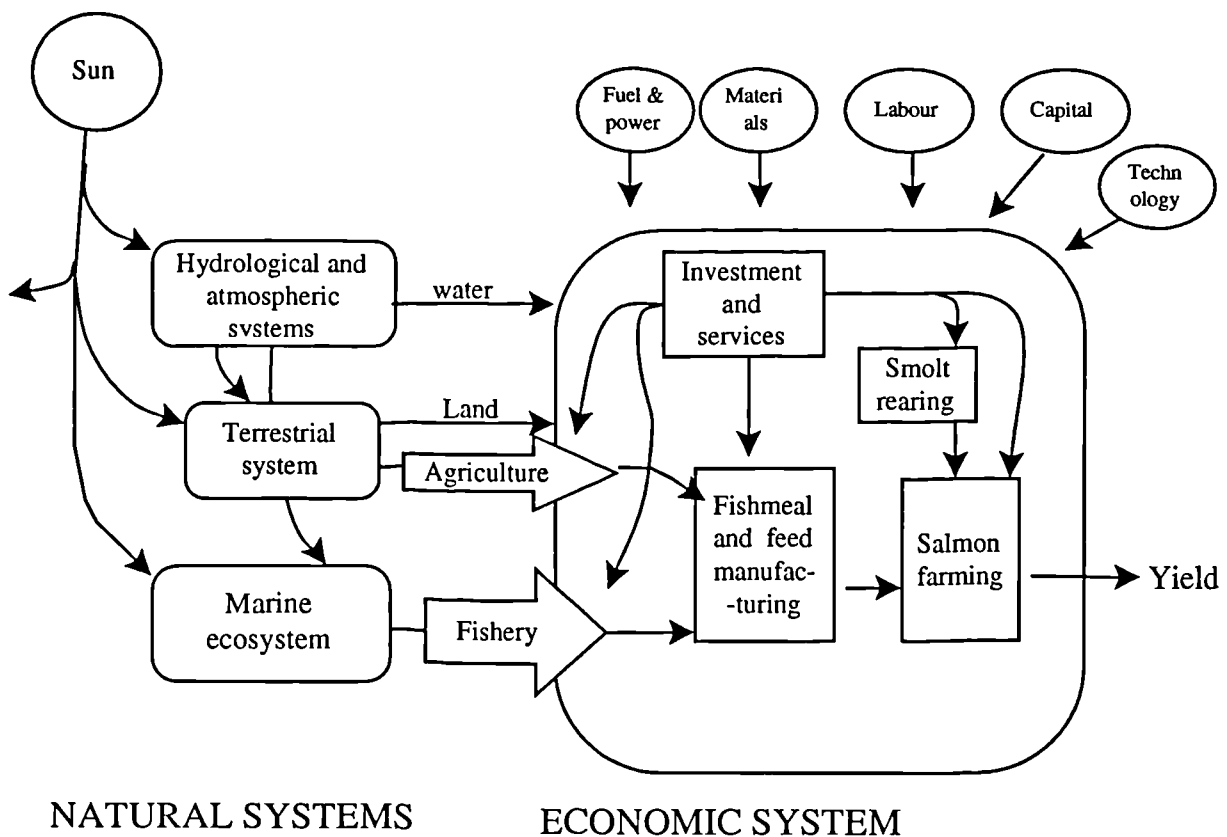 Sun
Fuel &
power
Materi
als
Labour
Capital
Techn
ology
Hydrological and
atmospheric
systems
water
Investment
and
services
Smolt
rearing
Land
Terrestrial
system
Agriculture
Fishmeal
and feed
manufac-
-turing
Salmon
farming
Yield
Marine
ecosystem
Fishery
NATURAL SYSTEMS
ECONOMIC SYSTEM